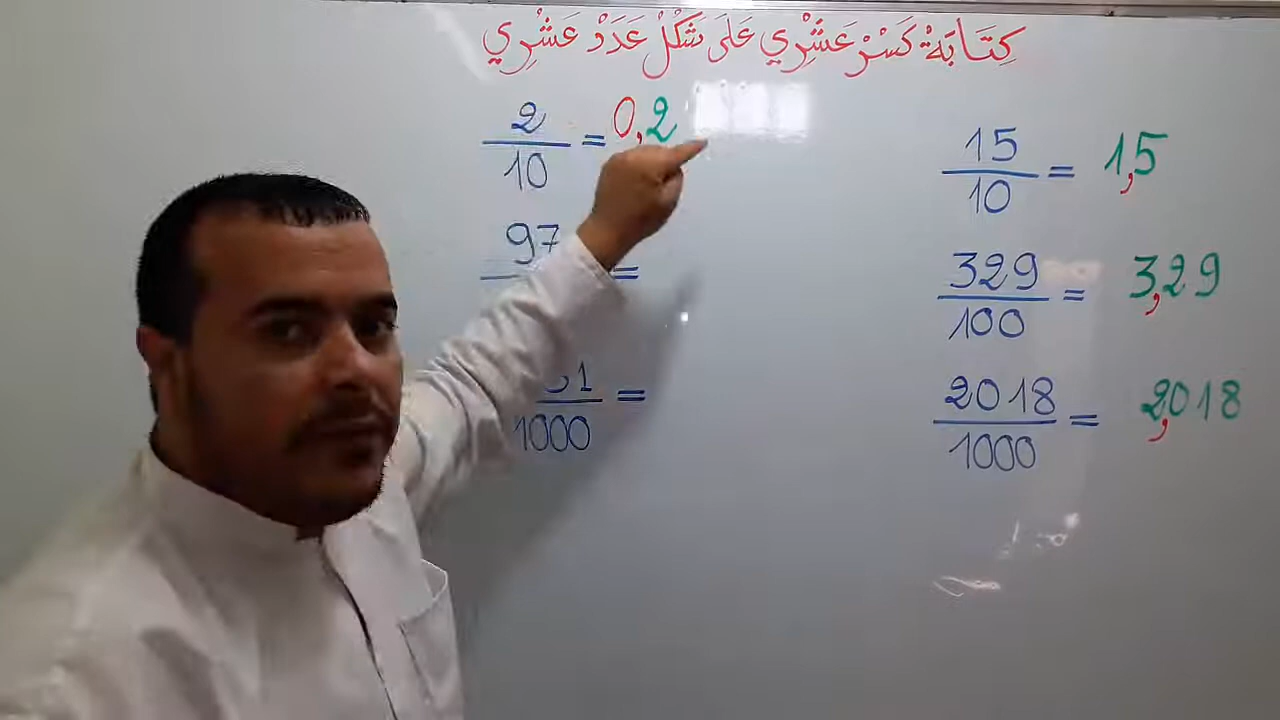 كِتَابَةْ كَسْرْ عَشْرِي عَلَى شَكْلْ عَدَدْ عَشْرِي
2/10 = 0,2
15/10 = 1,5
97 =
329/100 = 3,29
1/1000 =
2018/1000 = 2,018